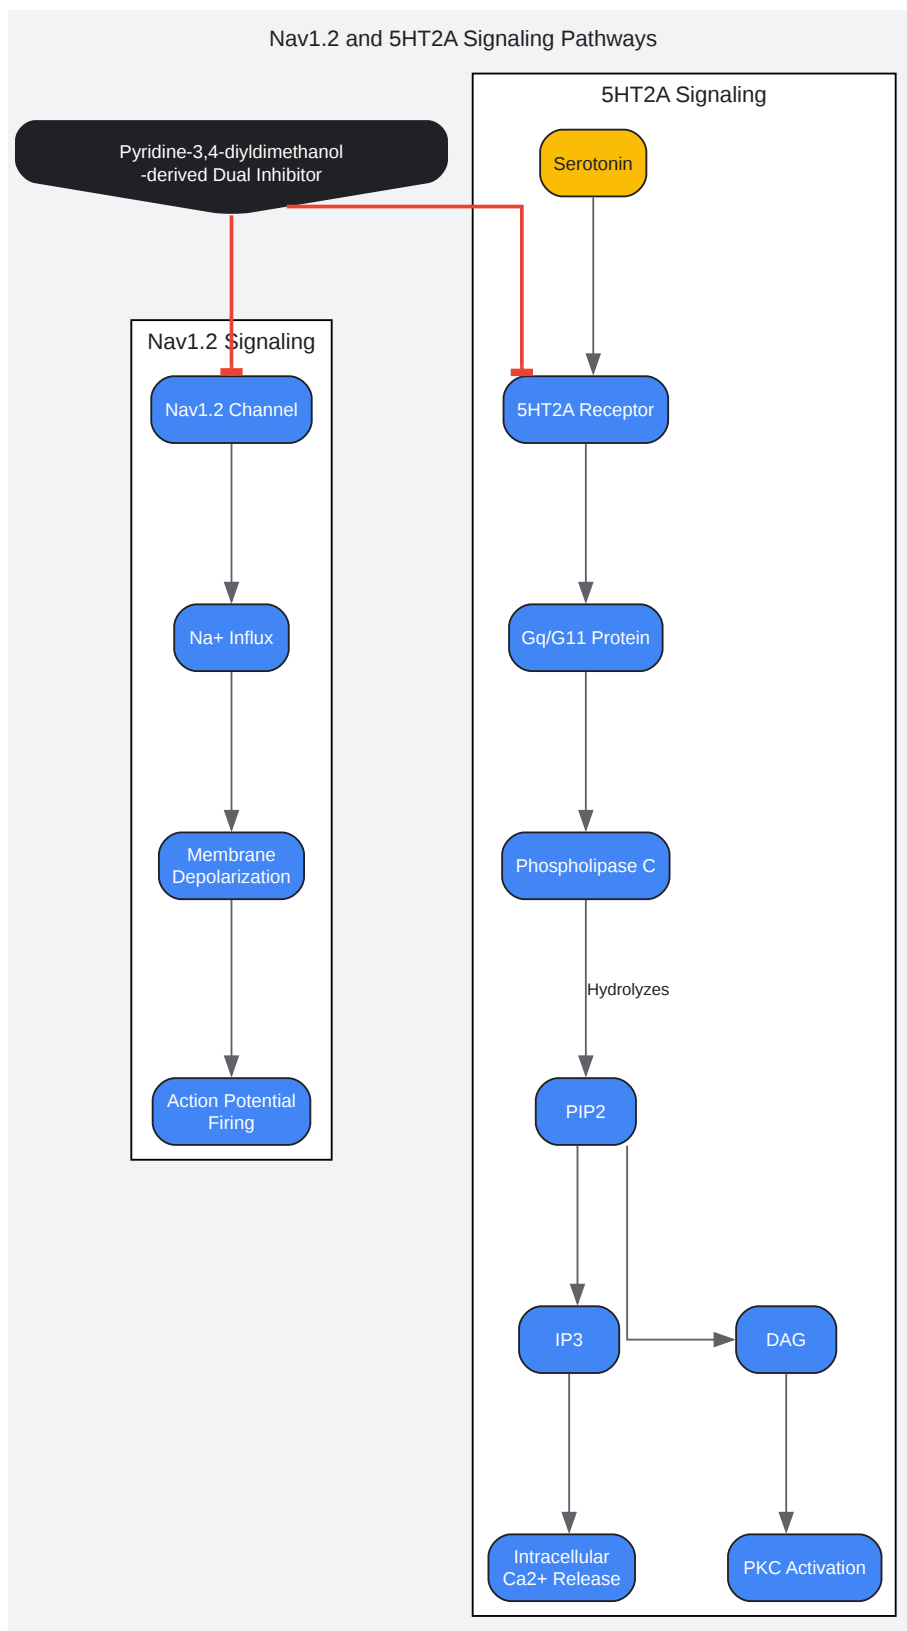 Nav1.2 and 5HT2A Signaling Pathways
5HT2A Signaling
Pyridine-3,4-diyldimethanol
-derived Dual Inhibitor
Serotonin
Nav1.2 Signaling
Nav1.2 Channel
5HT2A Receptor
Na+ Influx
Gq/G11 Protein
Membrane
Depolarization
Phospholipase C
Hydrolyzes
Action Potential
Firing
PIP2
IP3
DAG
Intracellular
Ca2+ Release
PKC Activation